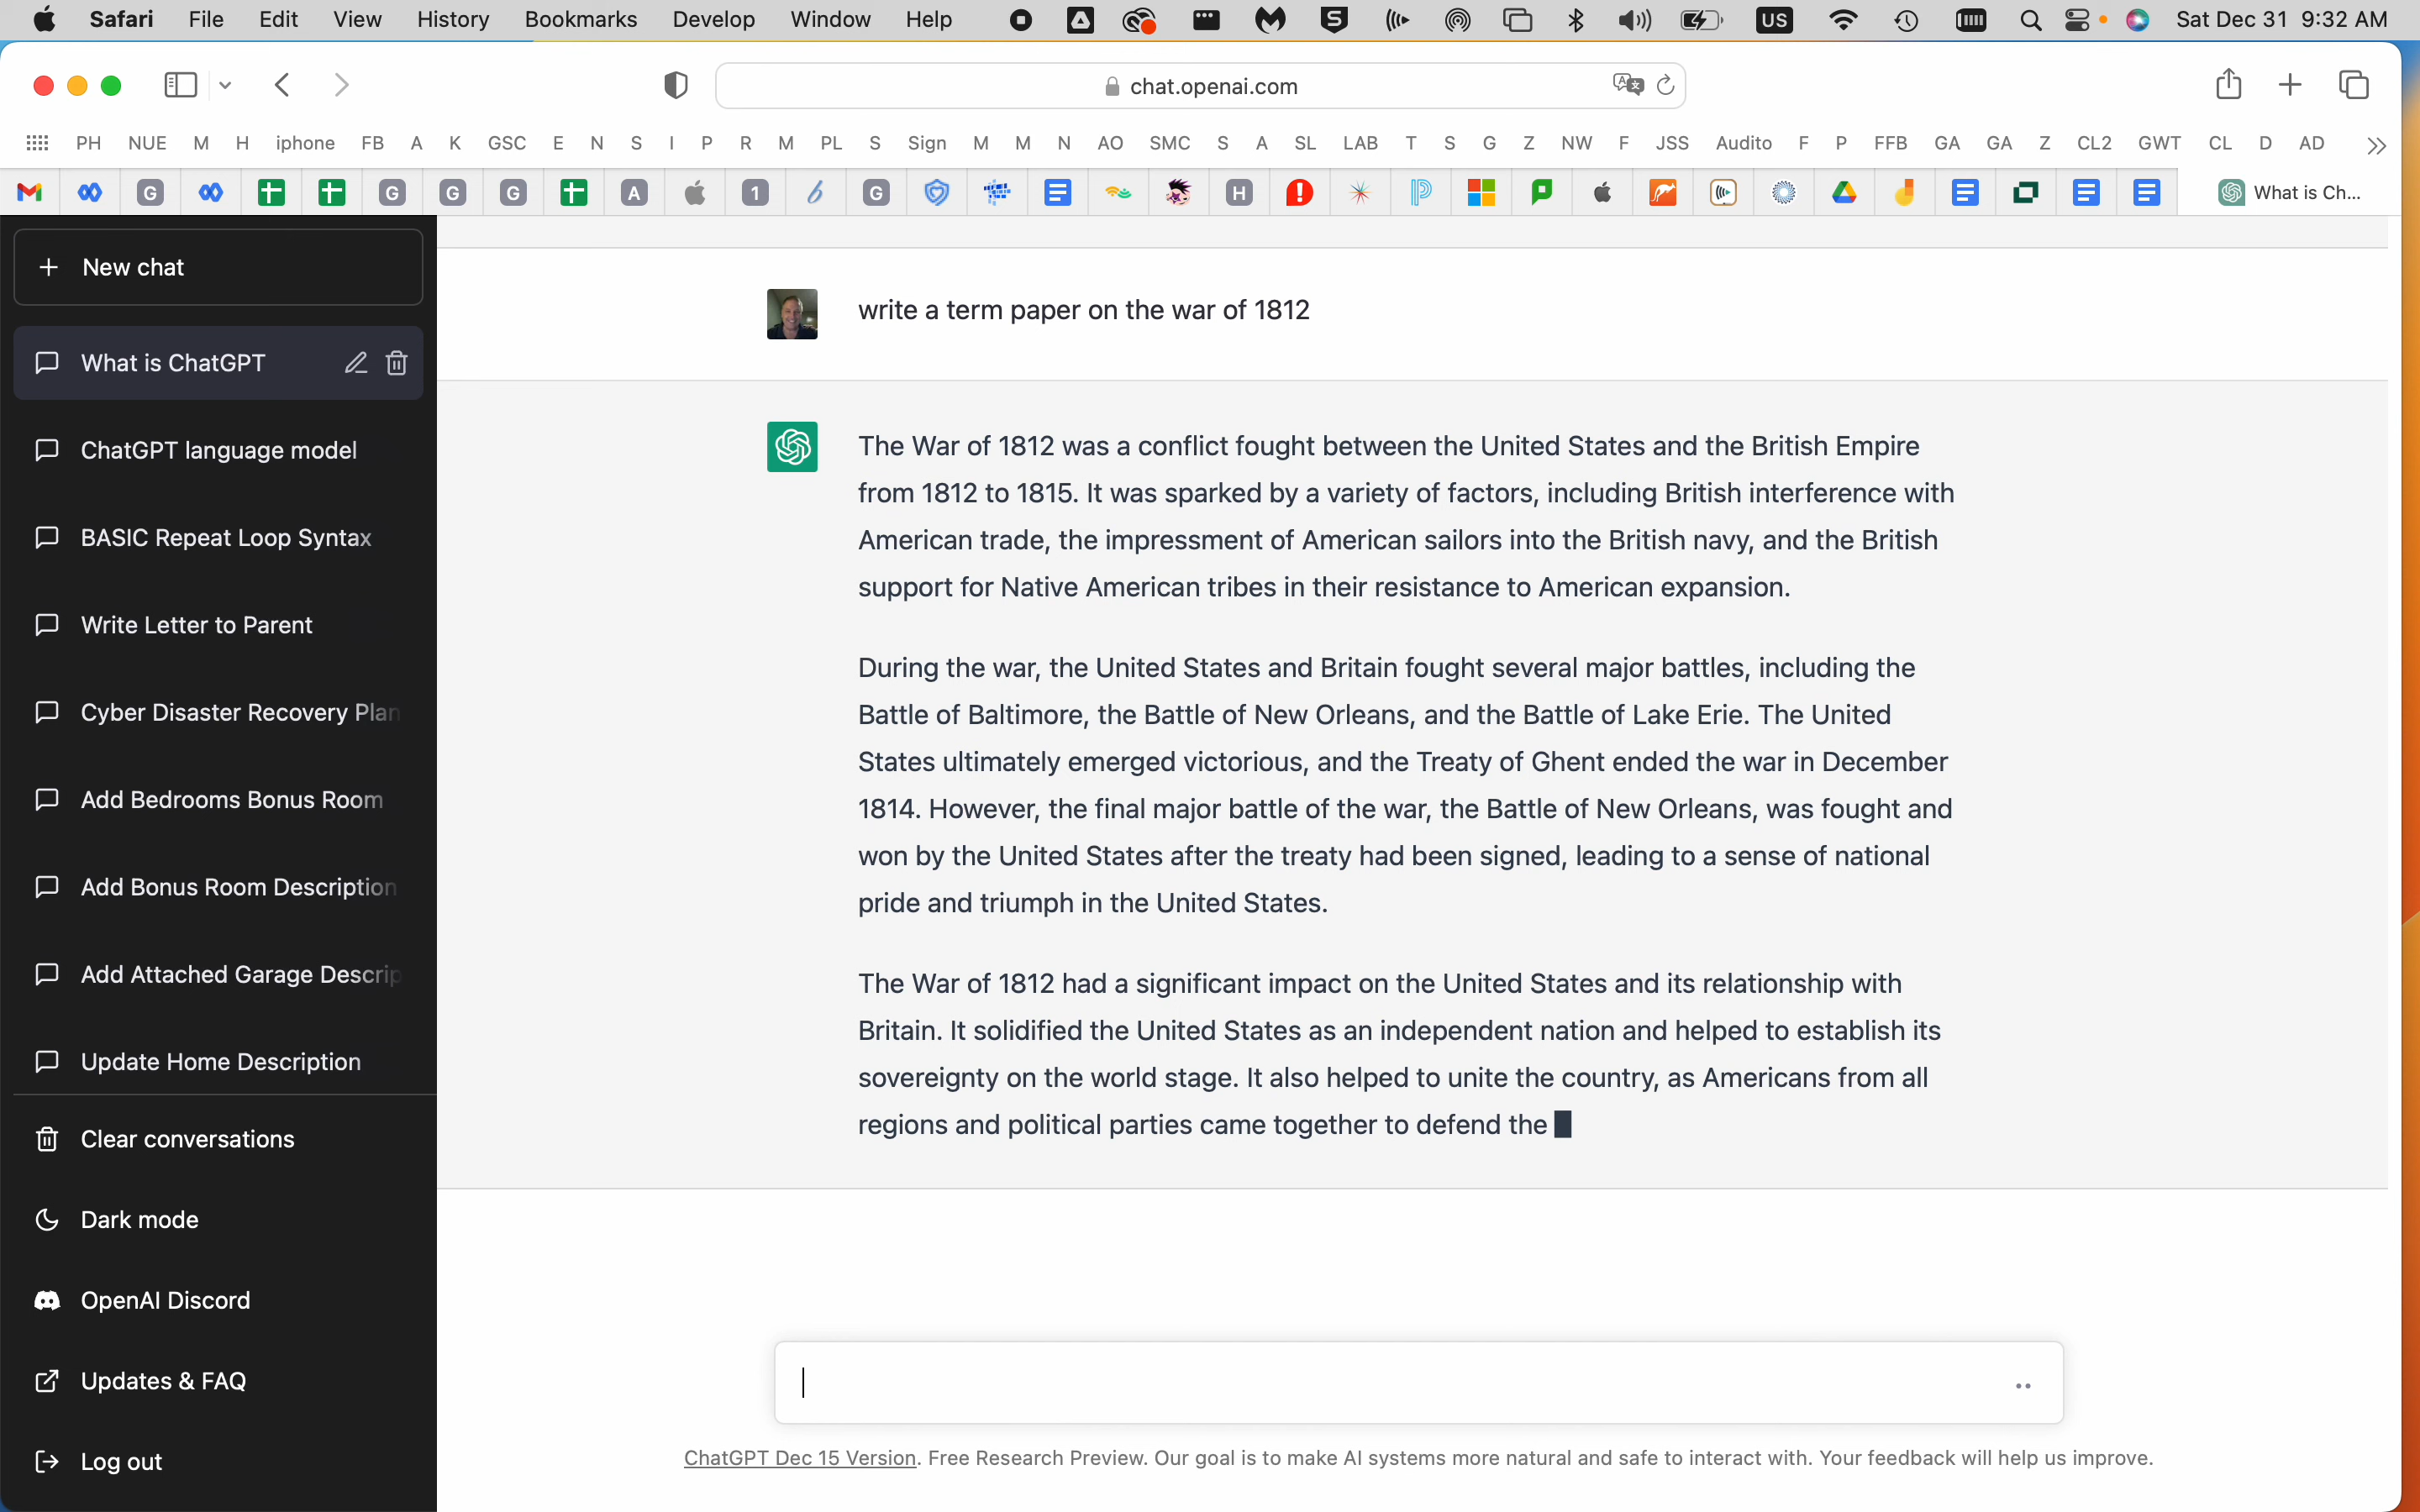 Safari File Edit View History Bookmarks Develop Window Help US Sat Dec 31 9:32 AM
chat.openai.com
PH NUE M H iphone FB A K GSC E N S I P R M PL S Sign M M N AO SMC S A SL LAB T S G Z NW F JSS Audito F P FFB GA GA Z CL2 GWT CL D AD
G G G G A 1 G H What is Ch...
New chat
What is ChatGPT
ChatGPT language model
BASIC Repeat Loop Syntax
Write Letter to Parent
Cyber Disaster Recovery Plan
Add Bedrooms Bonus Room
Add Bonus Room Description
Add Attached Garage Descrip
Update Home Description
Clear conversations
Dark mode
OpenAI Discord
Updates & FAQ
Log out
write a term paper on the war of 1812
The War of 1812 was a conflict fought between the United States and the British Empire
from 1812 to 1815. It was sparked by a variety of factors, including British interference with
American trade, the impressment of American sailors into the British navy, and the British
support for Native American tribes in their resistance to American expansion.
During the war, the United States and Britain fought several major battles, including the
Battle of Baltimore, the Battle of New Orleans, and the Battle of Lake Erie. The United
States ultimately emerged victorious, and the Treaty of Ghent ended the war in December
1814. However, the final major battle of the war, the Battle of New Orleans, was fought and
won by the United States after the treaty had been signed, leading to a sense of national
pride and triumph in the United States.
The War of 1812 had a significant impact on the United States and its relationship with
Britain. It solidified the United States as an independent nation and helped to establish its
sovereignty on the world stage. It also helped to unite the country, as Americans from all
regions and political parties came together to defend the
ChatGPT Dec 15 Version. Free Research Preview. Our goal is to make AI systems more natural and safe to interact with. Your feedback will help us improve.